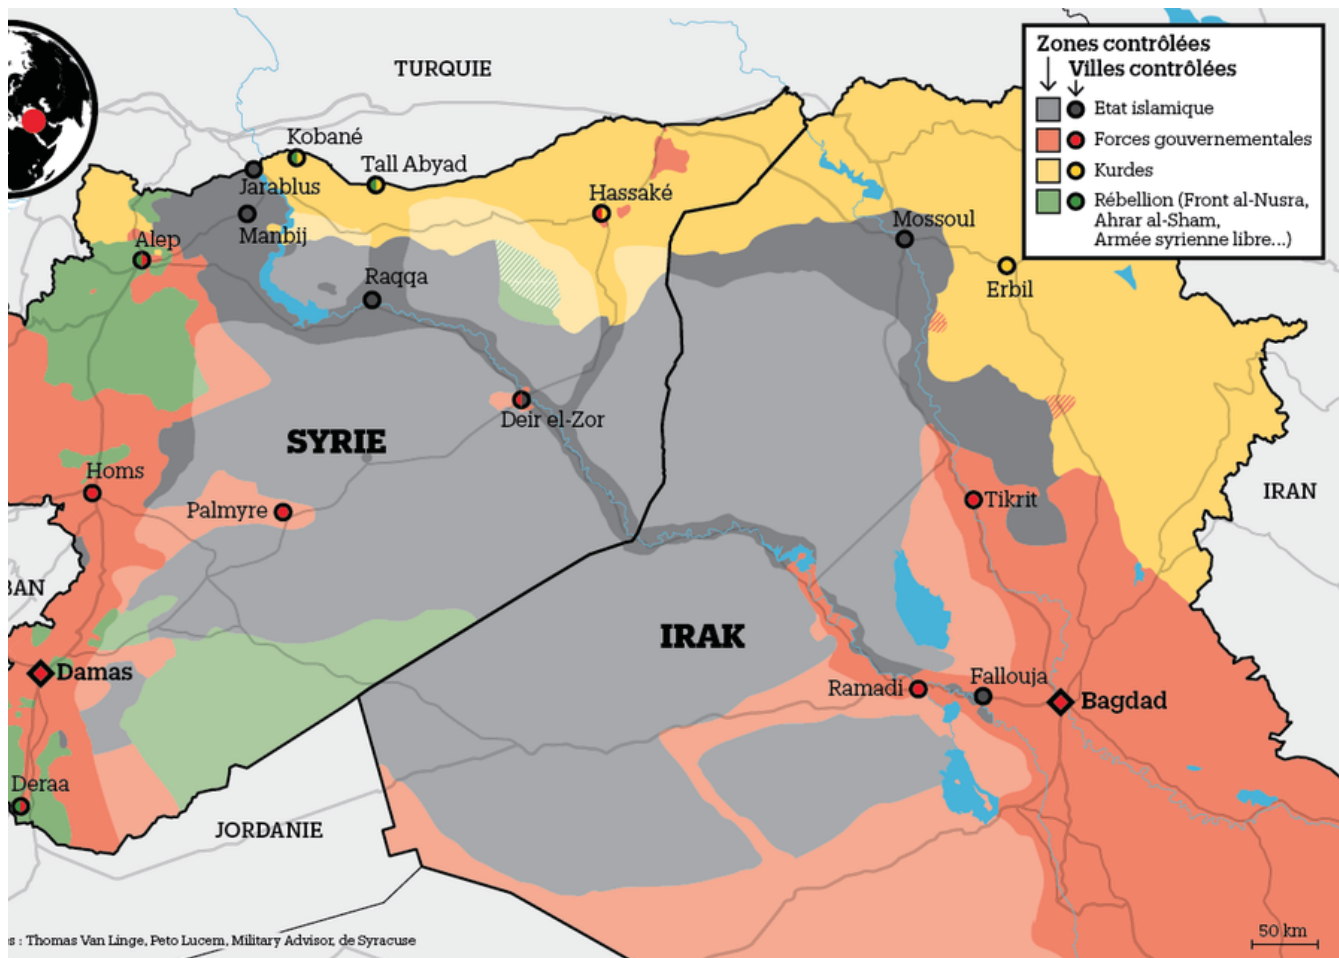 Zones contrôlées
Villes contrôlées
Etat islamique
Forces gouvernementales
Kurdes
Rébellion (Front al-Nusra,
Ahrar al-Sham,
Armée syrienne libre...)
TURQUIE
Kobané
Tall Abyad
Jarablus
Hassaké
Manbij
Mossoul
Alep
Raqqa
Erbil
Deir el-Zor
SYRIE
Homs
Palmyre
Tikrit
IRAN
BAN
IRAK
Damas
Ramadi
Fallouja
Bagdad
Deraa
JORDANIE
s : Thomas Van Linge, Peto Lucem, Military Advisor, de Syracuse
50 km